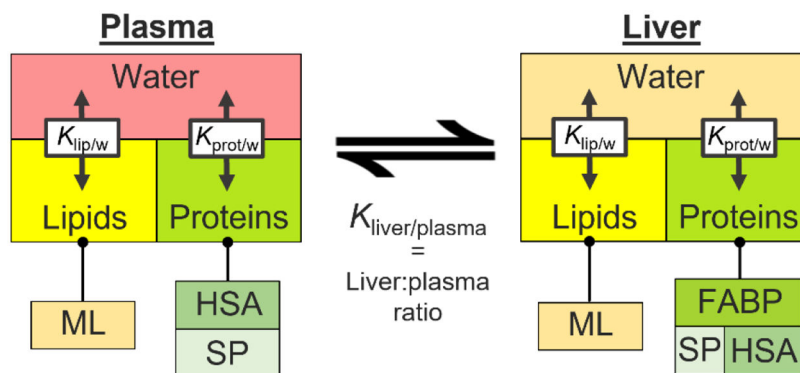 Plasma
Water
Klip/w
Kprot/w
Lipids
Proteins
ML
HSA
SP
Kliver/plasma
=
Liver:plasma
ratio
Liver
Water
Klip/w
Kprot/w
Lipids
Proteins
ML
FABP
SP
HSA